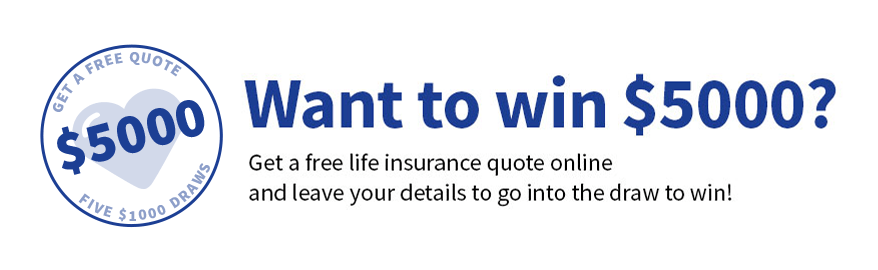 GET A FREE QUOTE
$5000
FIVE $1000 DRAWS
Want to win $5000?
Get a free life insurance quote online
and leave your details to go into the draw to win!